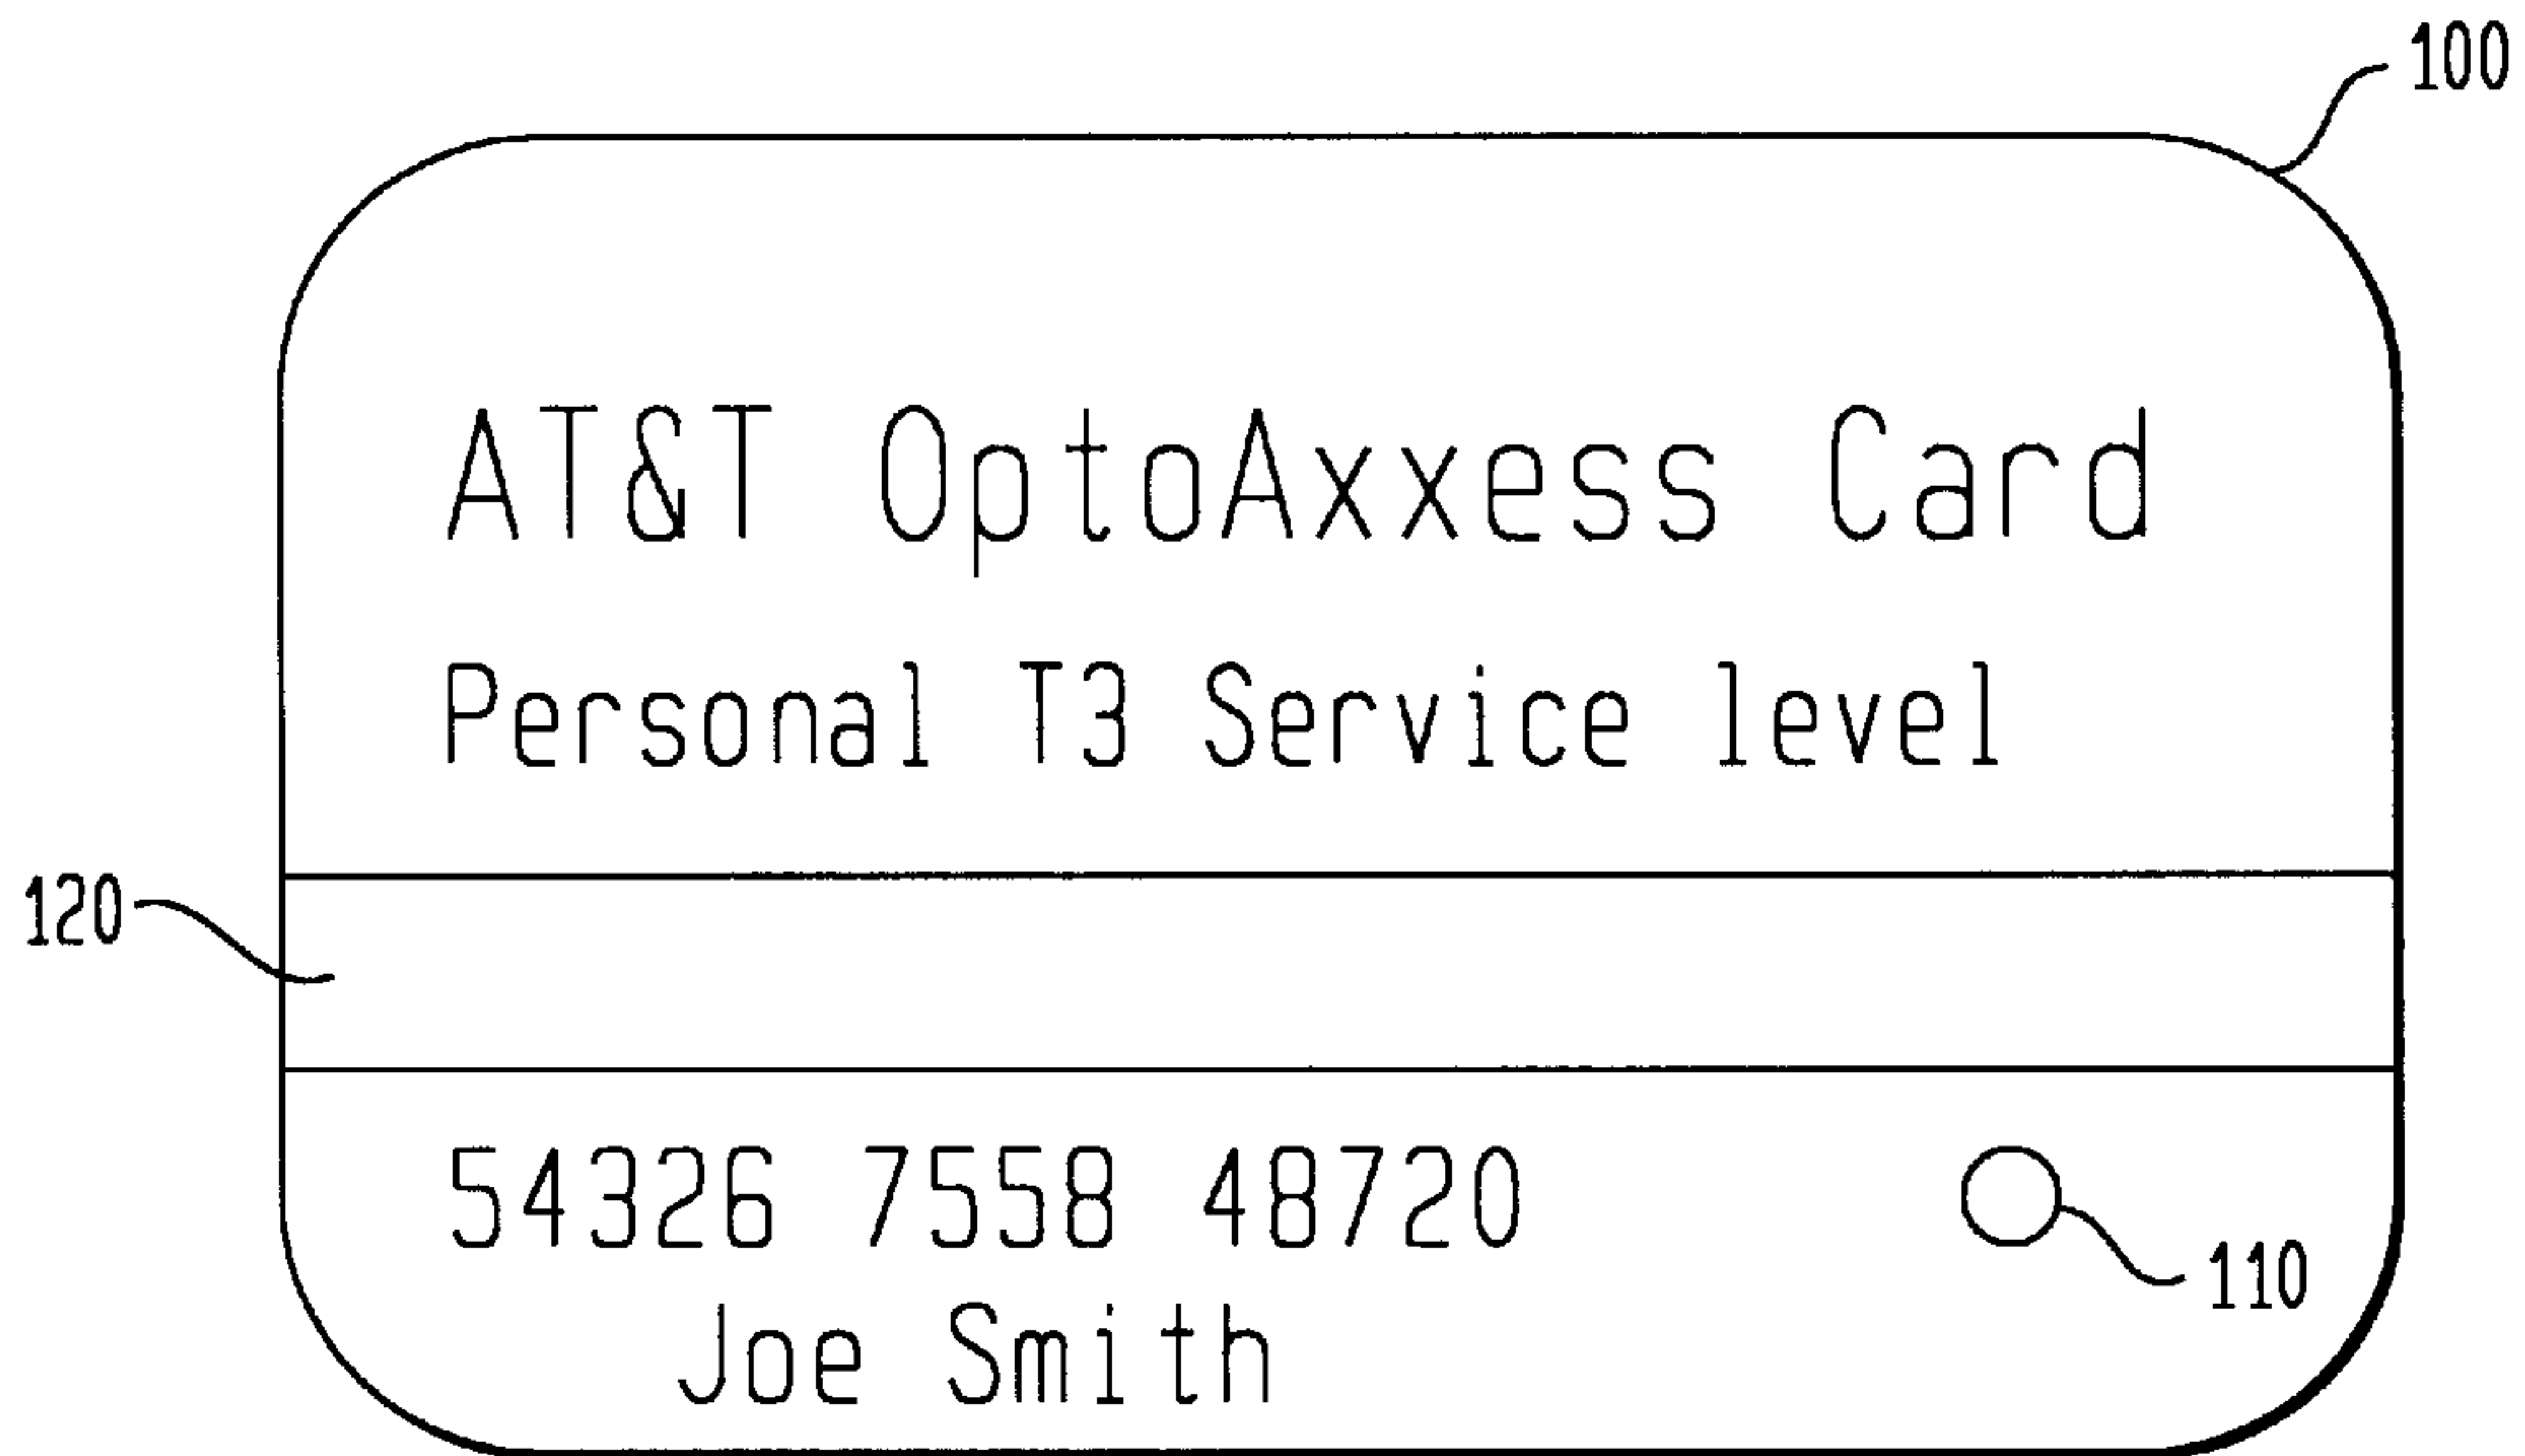 100
AT&T OptoAxxess Card
Personal T3 Service level
120
54326 7558 48720
110
Joe Smith